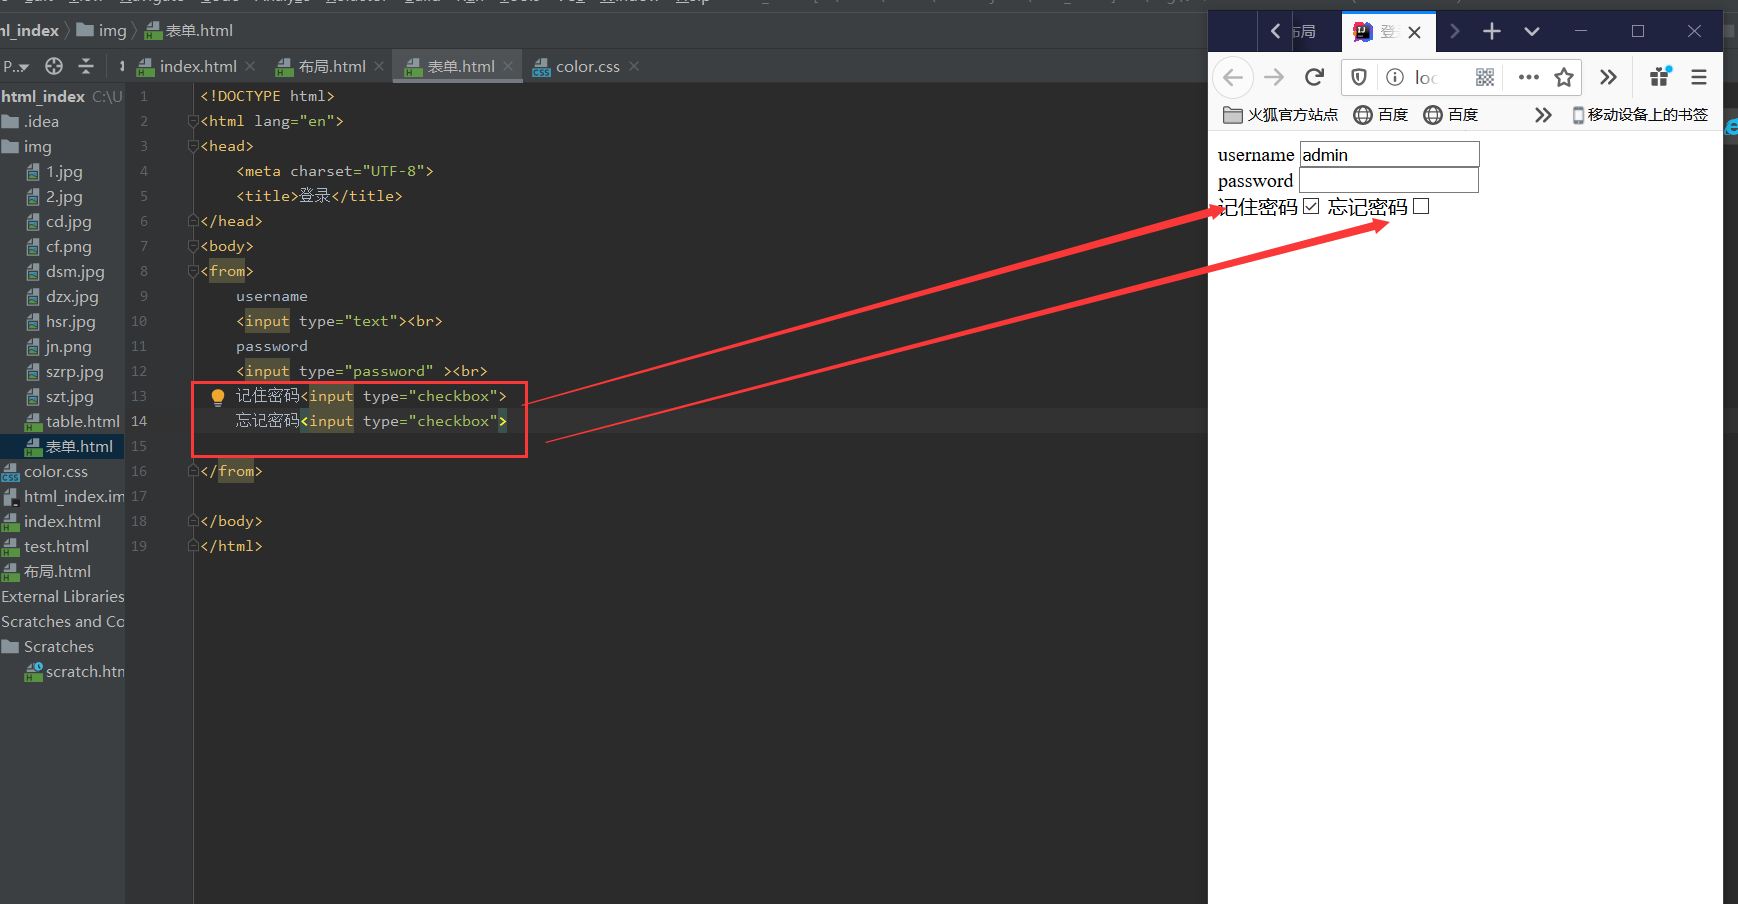 ml_index
img
表单.html
P...
index.html
布局.html
表单.html
color.css
html_index C:\U
.idea
img
1.jpg
2.jpg
cd.jpg
cf.png
dsm.jpg
dzx.jpg
hsr.jpg
jn.png
szrp.jpg
szt.jpg
table.html
表单.html
color.css
html_index.im
index.html
test.html
布局.html
External Libraries
Scratches and Co
Scratches
scratch.htm
1 <!DOCTYPE html>
2 <html lang="en">
3 <head>
4 <meta charset="UTF-8">
5 <title>登录</title>
6 </head>
7 <body>
8 <from>
9 username
10 <input type="text"><br>
11 password
12 <input type="password" ><br>
13 记住密码<input type="checkbox">
14 忘记密码<input type="checkbox">
15
16 </from>
17
18 </body>
19 </html>
布局
登
loc
火狐官方站点
百度
百度
移动设备上的书签
username admin
password
记住密码 忘记密码